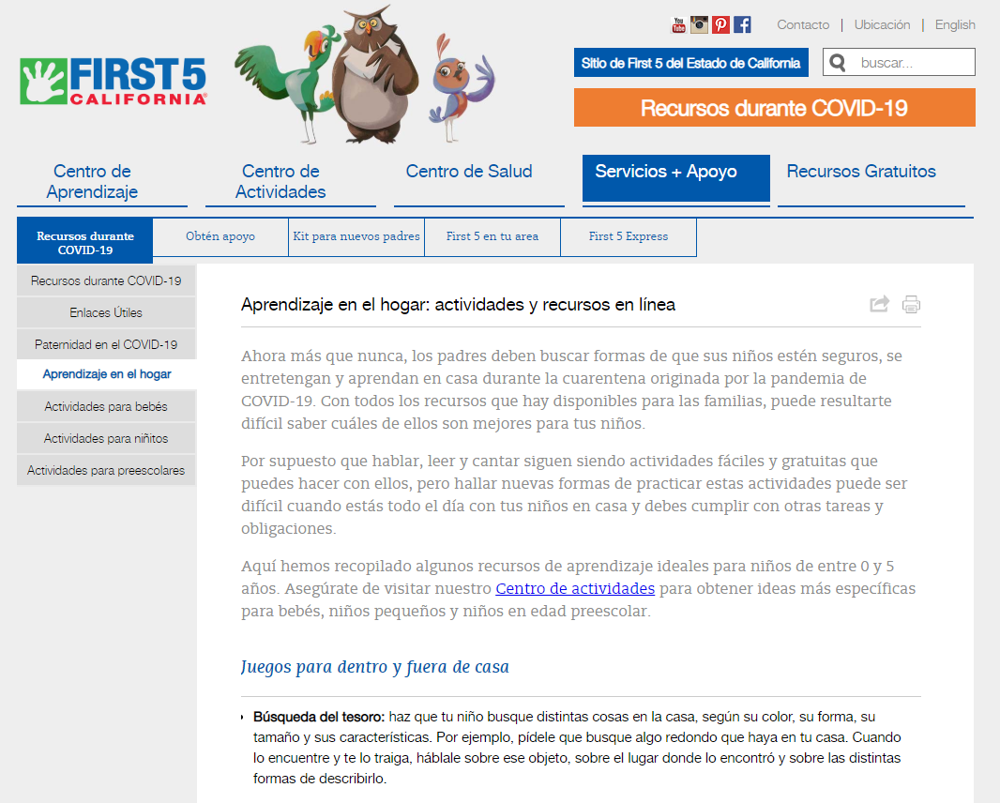 Contacto | Ubicación | English
FIRST 5
CALIFORNIA®
Sitio de First 5 del Estado de California
buscar...
Recursos durante COVID-19
Centro de
Aprendizaje
Centro de
Actividades
Centro de Salud
Servicios + Apoyo
Recursos Gratuitos
Recursos durante
COVID-19
Obtén apoyo
Kit para nuevos padres
First 5 en tu area
First 5 Express
Recursos durante COVID-19
Enlaces Útiles
Paternidad en el COVID-19
Aprendizaje en el hogar
Actividades para bebés
Actividades para niñitos
Actividades para preescolares
Aprendizaje en el hogar: actividades y recursos en línea
Ahora más que nunca, los padres deben buscar formas de que sus niños estén seguros, se
entretengan y aprendan en casa durante la cuarentena originada por la pandemia de
COVID-19. Con todos los recursos que hay disponibles para las familias, puede resultarte
difícil saber cuáles de ellos son mejores para tus niños.
Por supuesto que hablar, leer y cantar siguen siendo actividades fáciles y gratuitas que
puedes hacer con ellos, pero hallar nuevas formas de practicar estas actividades puede ser
difícil cuando estás todo el día con tus niños en casa y debes cumplir con otras tareas y
obligaciones.
Aquí hemos recopilado algunos recursos de aprendizaje ideales para niños de entre 0 y 5
años. Asegúrate de visitar nuestro Centro de actividades para obtener ideas más específicas
para bebés, niños pequeños y niños en edad preescolar.
Juegos para dentro y fuera de casa
Búsqueda del tesoro: haz que tu niño busque distintas cosas en la casa, según su color, su forma, su
tamaño y sus características. Por ejemplo, pídele que busque algo redondo que haya en tu casa. Cuando
lo encuentre y te lo traiga, háblale sobre ese objeto, sobre el lugar donde lo encontró y sobre las distintas
formas de describirlo.